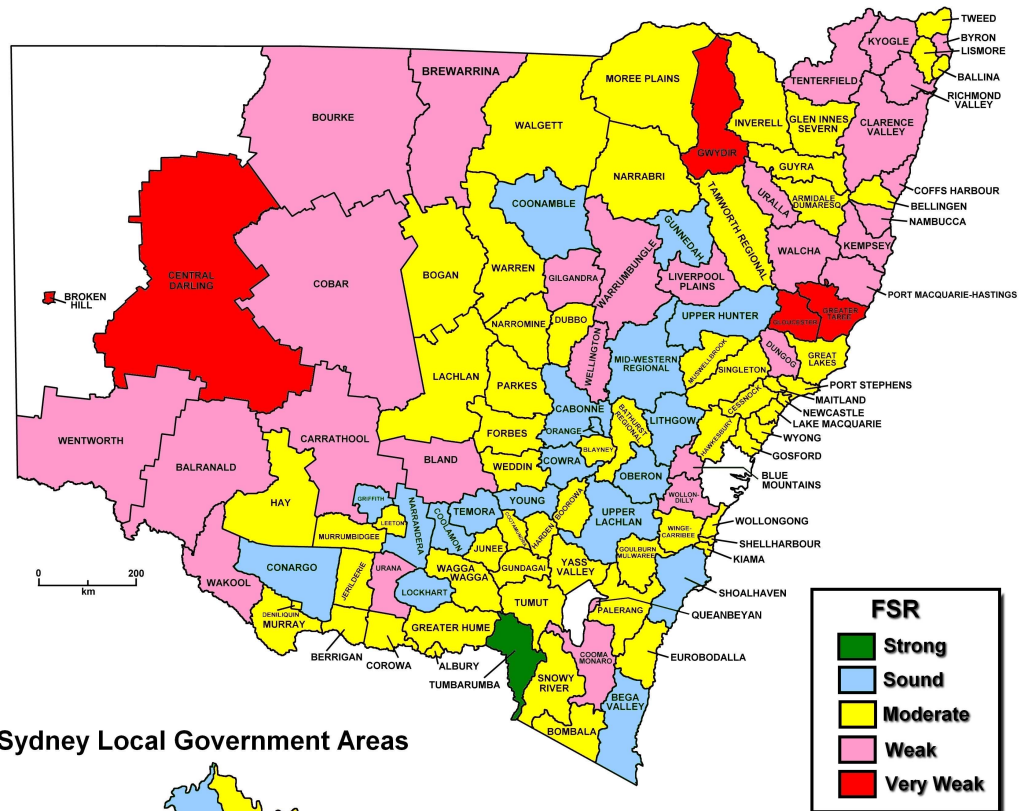 TWEED
BYRON
LISMORE
BALLINA
RICHMOND
VALLEY
KYOGLE
TENTERFIELD
CLARENCE
VALLEY
GLEN INNES
SEVERN
INVERELL
MOREE PLAINS
GWYDIR
WALGETT
BREWARRINA
BOURKE
NARRABRI
GUYRA
ARMIDALE
DUMARESQ
URALLA
COFFS HARBOUR
BELLINGEN
NAMBUCCA
KEMPSEY
WALCHA
TAMWORTH REGIONAL
GUNNEDAH
COONAMBLE
WARRUMBUNGLE
LIVERPOOL
PLAINS
PORT MACQUARIE-HASTINGS
GILGANDRA
WARREN
BOGAN
COBAR
CENTRAL
DARLING
BROKEN
HILL
UPPER HUNTER
GLOUCESTER
GREATER
TAREE
NARROMINE
DUBBO
WELLINGTON
MID-WESTERN
REGIONAL
MUSWELLBROOK
SINGLETON
DUNGOG
GREAT
LAKES
LACHLAN
PARKES
PORT STEPHENS
MAITLAND
NEWCASTLE
LAKE MACQUARIE
WYONG
GOSFORD
CESSNOCK
HAWKESBURY
CABONNE
ORANGE
BATHURST
REGIONAL
LITHGOW
BLAYNEY
FORBES
WEDDIN
COWRA
OBERON
BLUE
MOUNTAINS
WENTWORTH
BALRANALD
CARRATHOOL
BLAND
HAY
GRIFFITH
LEETON
MURRUMBIDGEE
NARRANDERA
COOLAMON
TEMORA
YOUNG
BOOROWA
UPPER
LACHLAN
WOLLON-
DILLY
WINGE-
CARRIBEE
WOLLONGONG
SHELLHARBOUR
KIAMA
COOTAMUNDRA
HARDEN
JUNEE
GUNDAGAI
YASS
VALLEY
GOULBURN
MULWAREE
SHOALHAVEN
WAKOOL
CONARGO
JERILDERIE
URANA
LOCKHART
WAGGA
WAGGA
TUMUT
PALERANG
QUEANBEYAN
DENILIQUIN
MURRAY
BERRIGAN
COROWA
GREATER HUME
ALBURY
TUMBARUMBA
SNOWY
RIVER
COOMA
MONARO
EUROBODALLA
BEGA
VALLEY
BOMBALA
0 200
km
FSR
Strong
Sound
Moderate
Weak
Very Weak
Sydney Local Government Areas